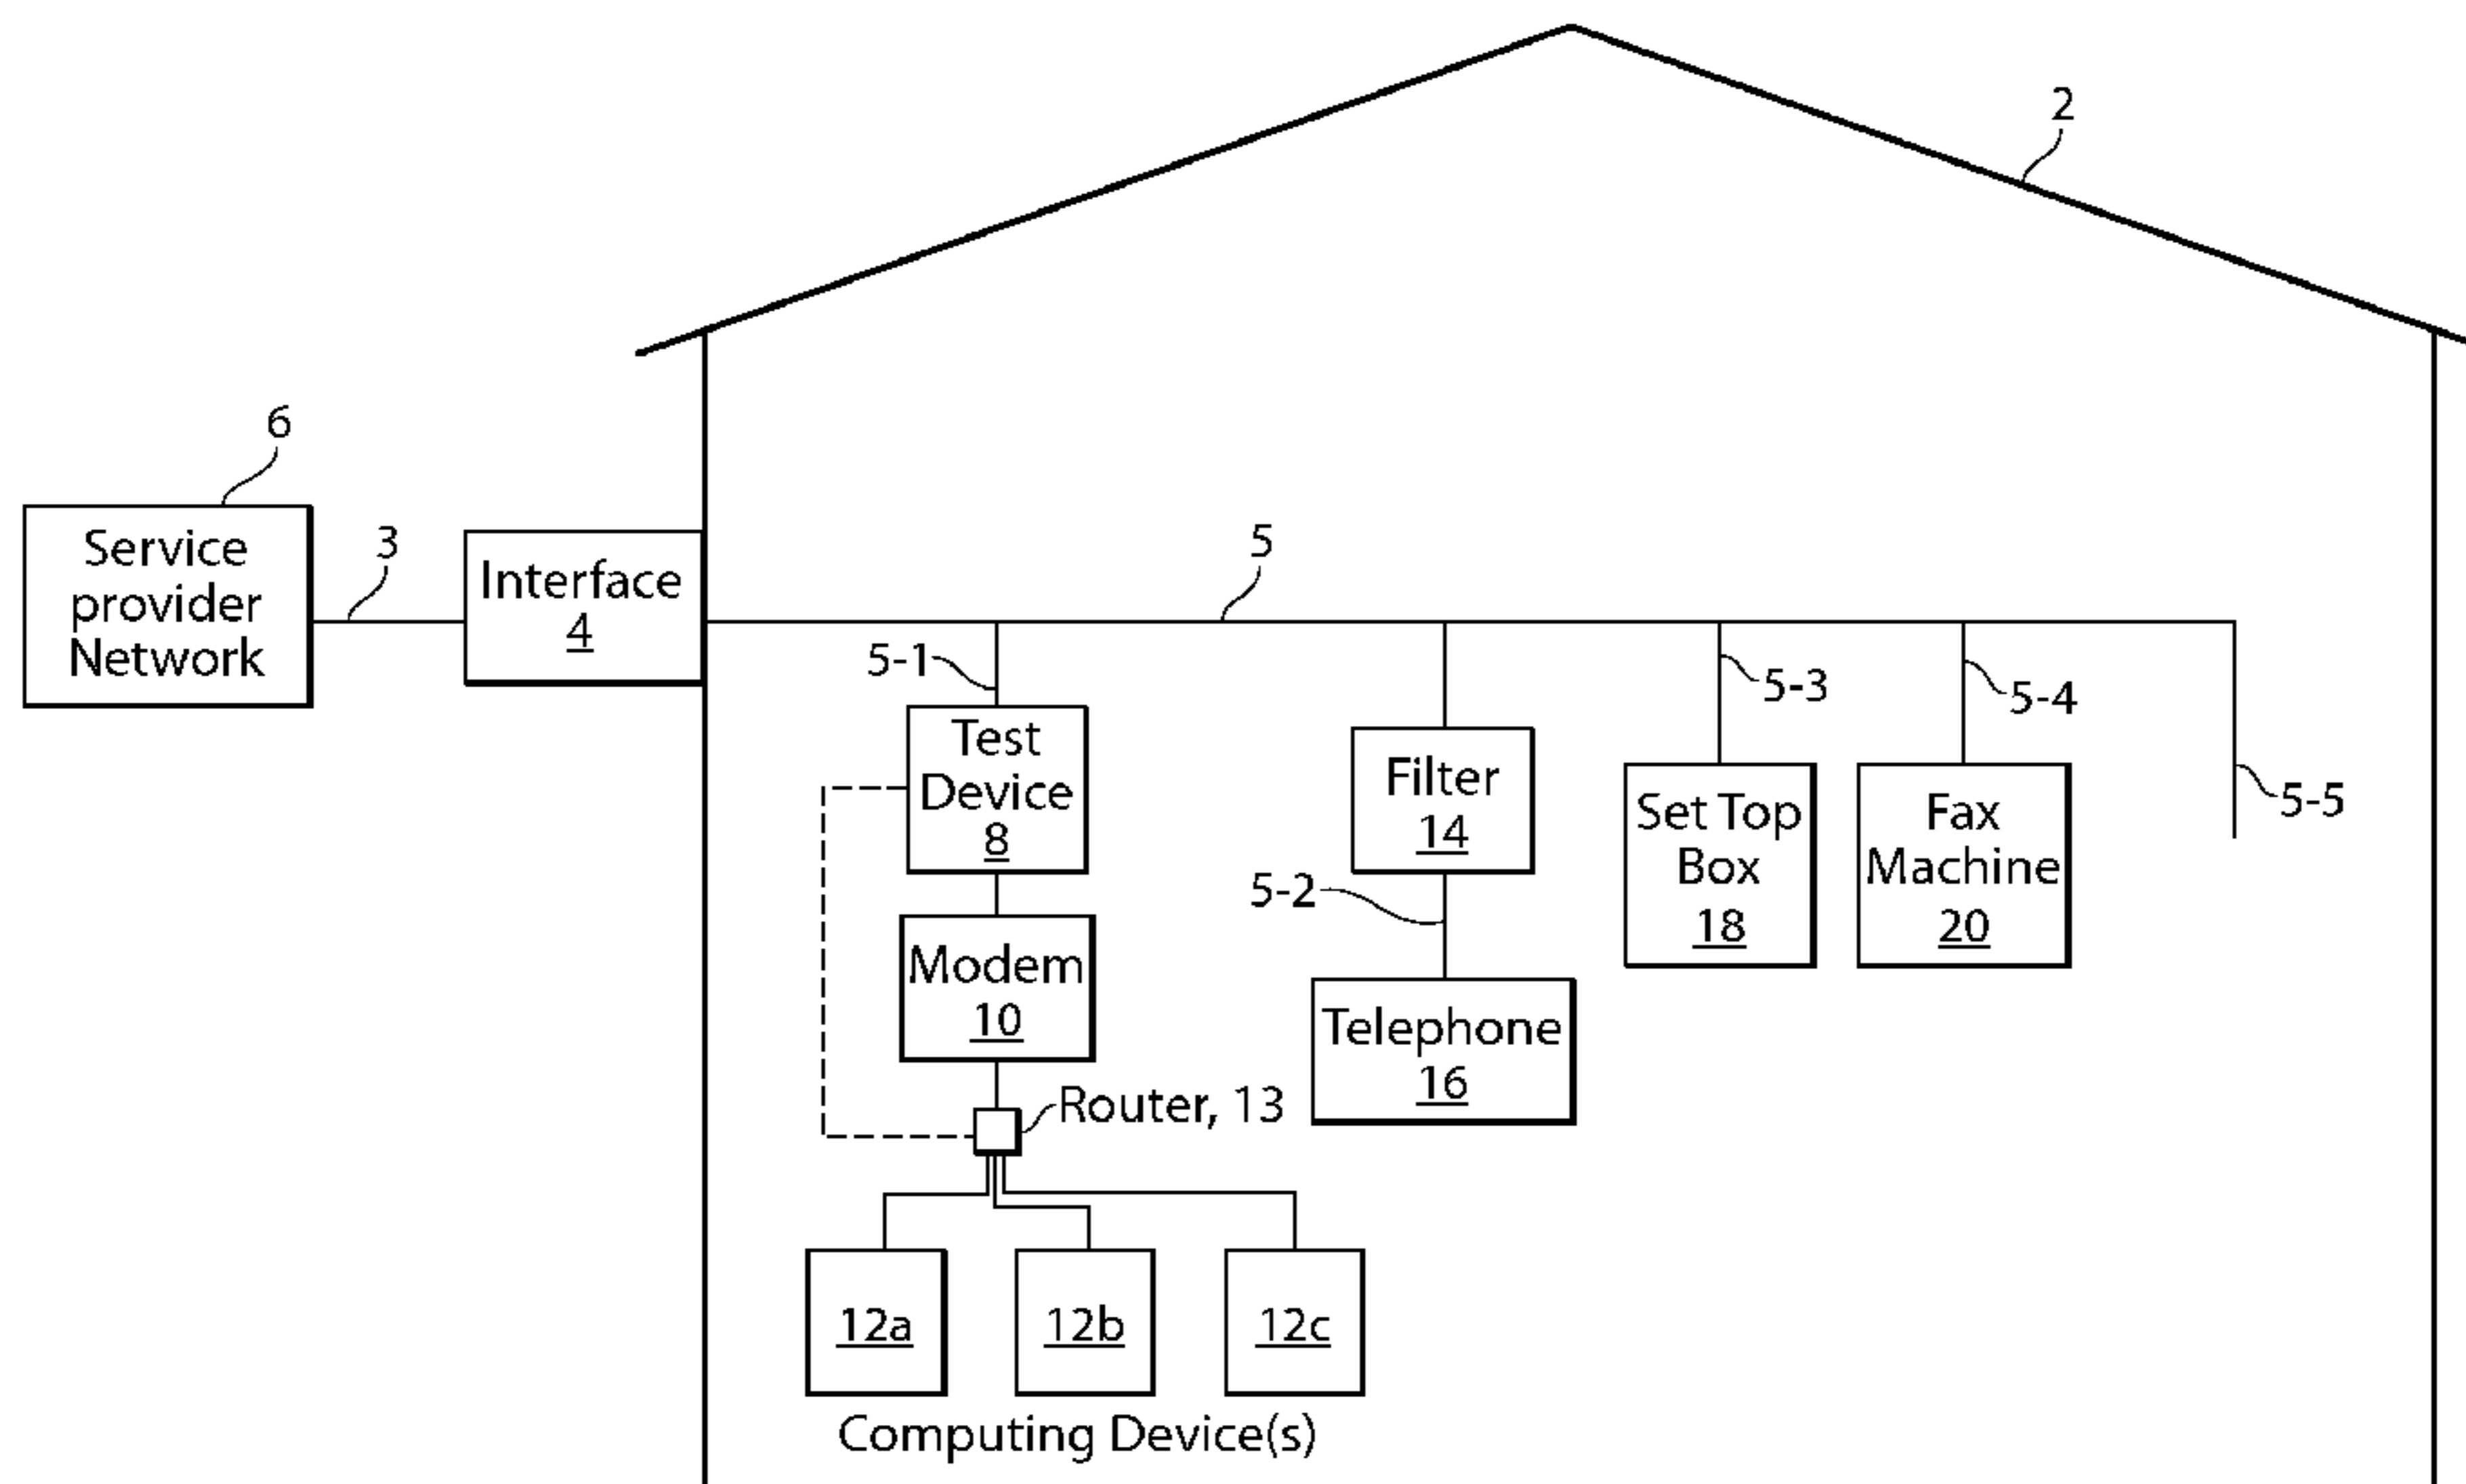 2
6
Service
provider
Network
3
Interface
4
5
5-1
Test
Device
8
Modem
10
Router, 13
12a
12b
12c
Computing Device(s)
Filter
14
5-2
Telephone
16
5-3
Set Top
Box
18
5-4
Fax
Machine
20
5-5